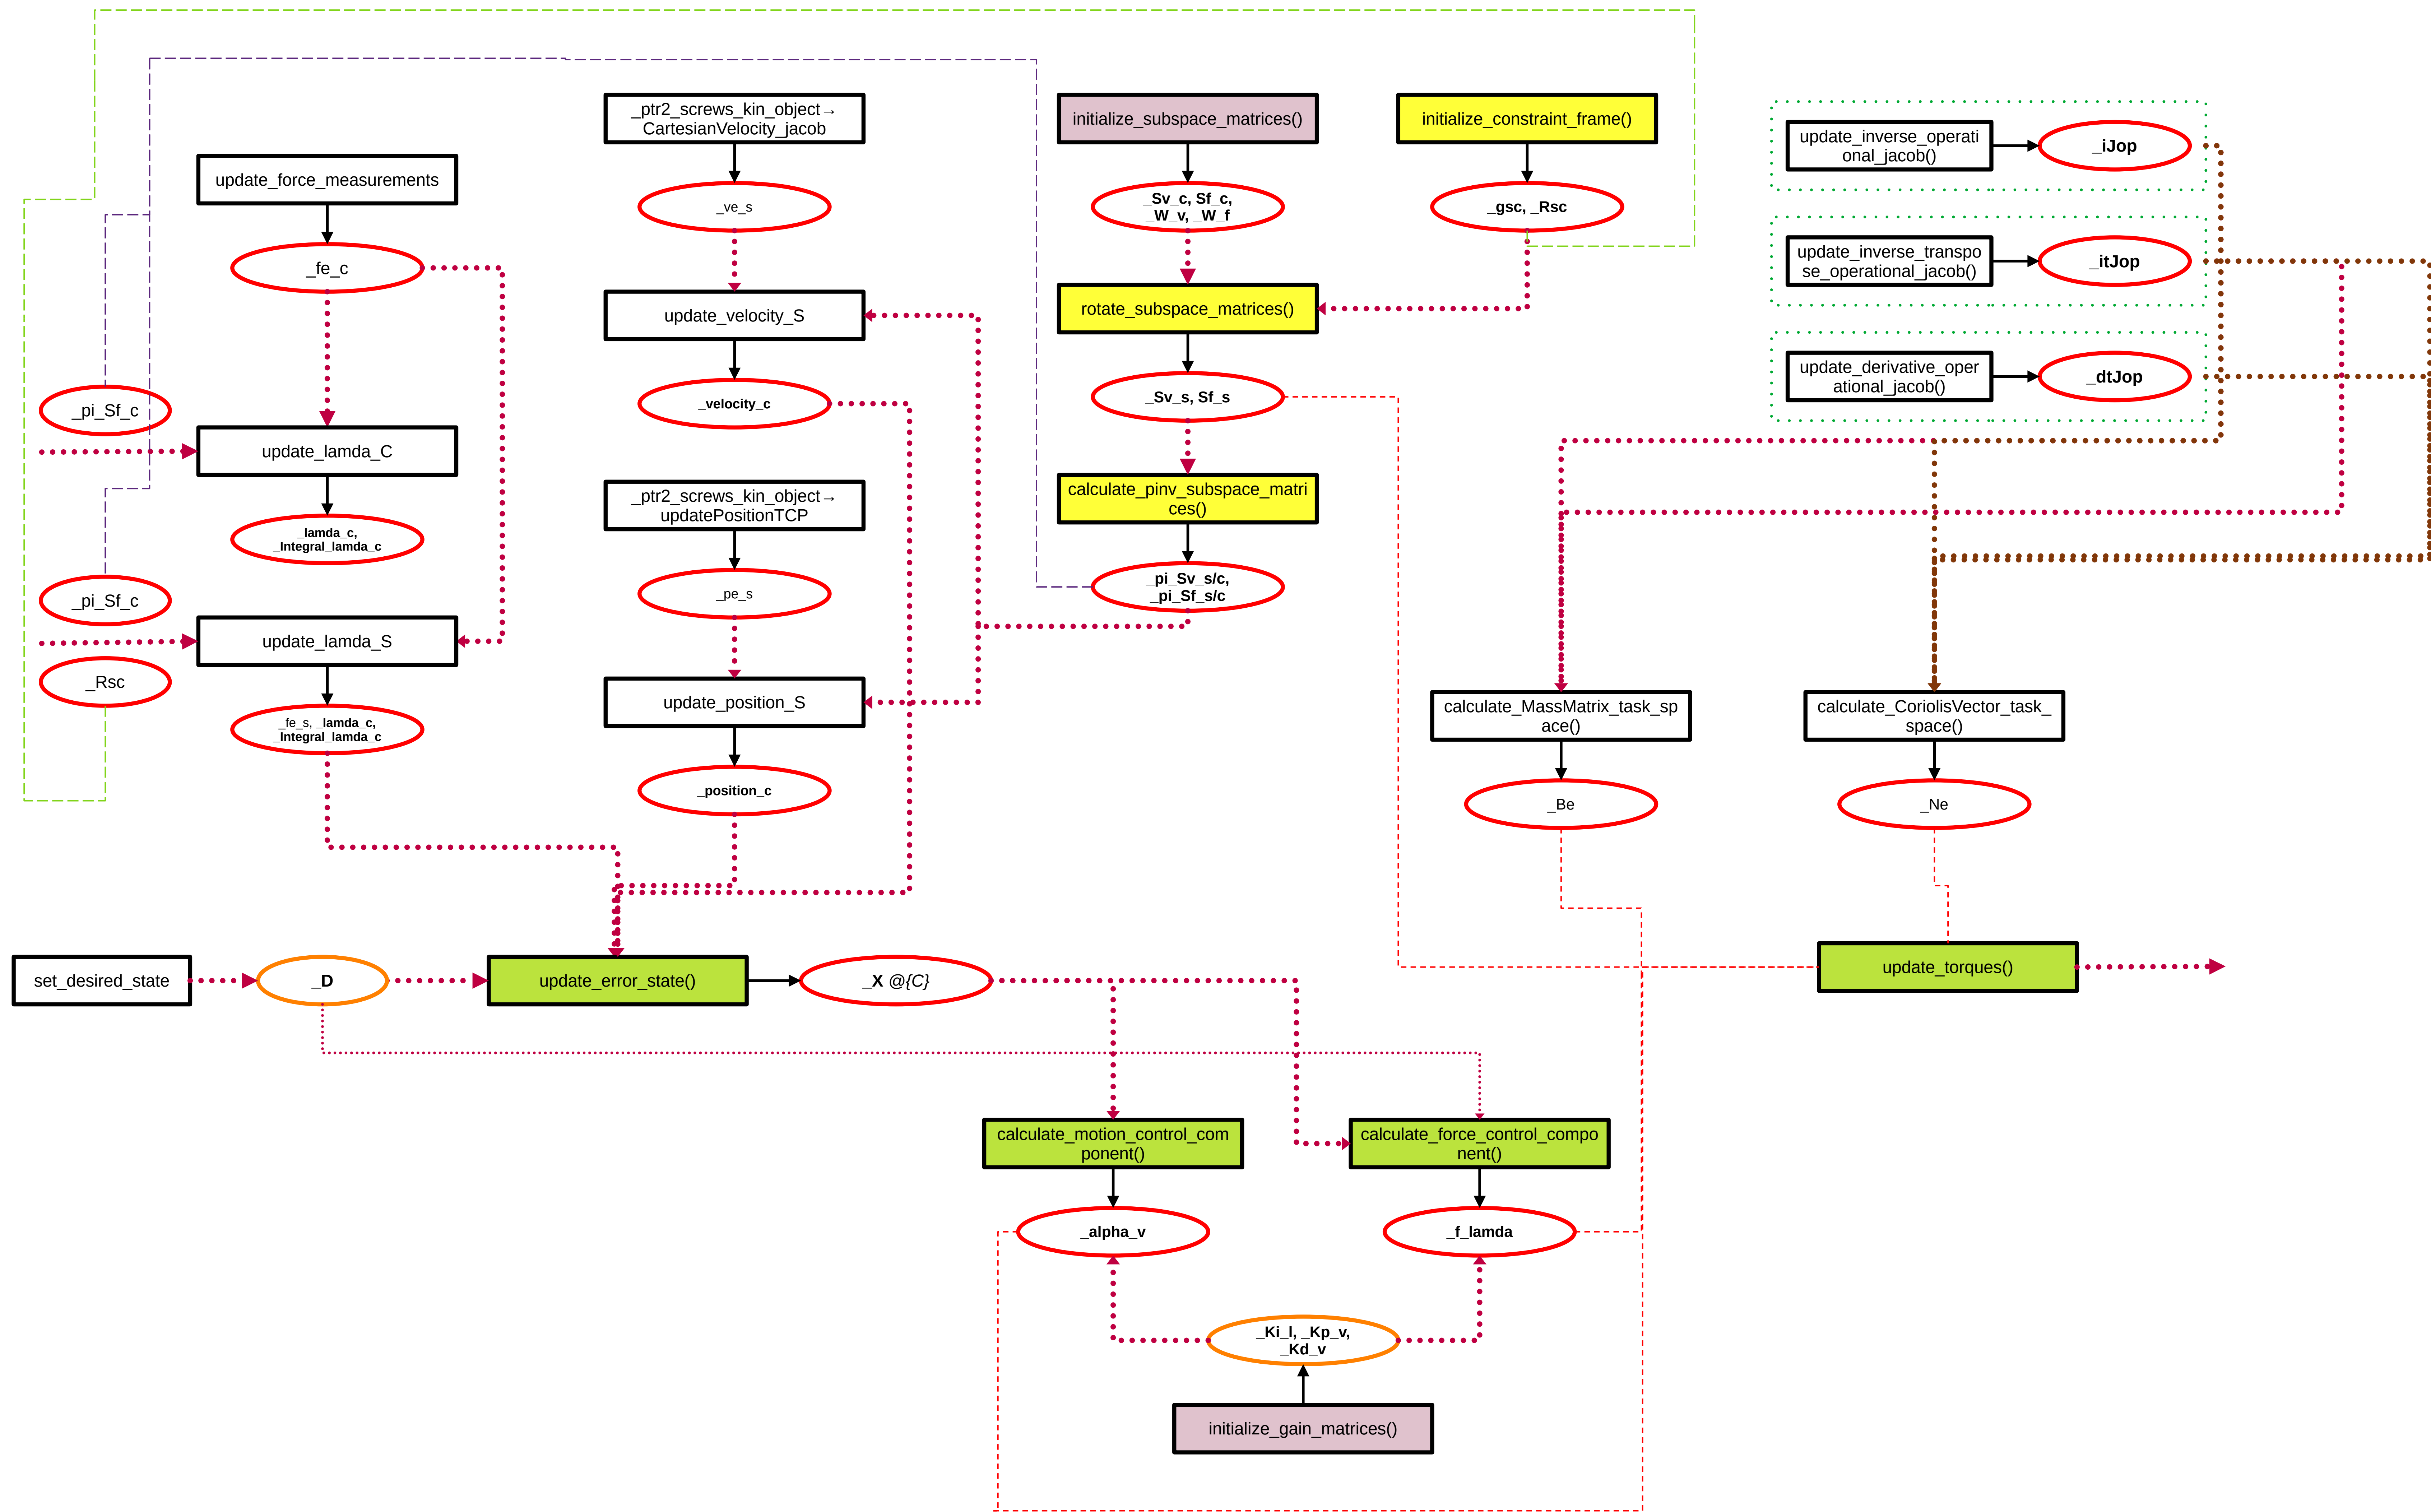 _ptr2_screws_kin_object→
CartesianVelocity_jacob
initialize_subspace_matrices()
initialize_constraint_frame()
update_inverse_operati
onal_jacob()
_iJop
update_force_measurements
_ve_s
_Sv_c, Sf_c,
_W_v, _W_f
_gsc, _Rsc
update_inverse_transpo
se_operational_jacob()
_itJop
_fe_c
update_velocity_S
rotate_subspace_matrices()
update_derivative_oper
ational_jacob()
_dtJop
_pi_Sf_c
_velocity_c
_Sv_s, Sf_s
update_lamda_C
_ptr2_screws_kin_object→
updatePositionTCP
calculate_pinv_subspace_matri
ces()
_lamda_c,
_Integral_lamda_c
_pi_Sf_c
_pe_s
_pi_Sv_s/c,
_pi_Sf_s/c
update_lamda_S
_Rsc
update_position_S
calculate_MassMatrix_task_sp
ace()
calculate_CoriolisVector_task_
space()
_fe_s, _lamda_c,
_Integral_lamda_c
_position_c
_Be
_Ne
set_desired_state
_D
update_error_state()
_X @{C}
update_torques()
calculate_motion_control_com
ponent()
calculate_force_control_compo
nent()
_alpha_v
_f_lamda
_Ki_l, _Kp_v,
_Kd_v
initialize_gain_matrices()